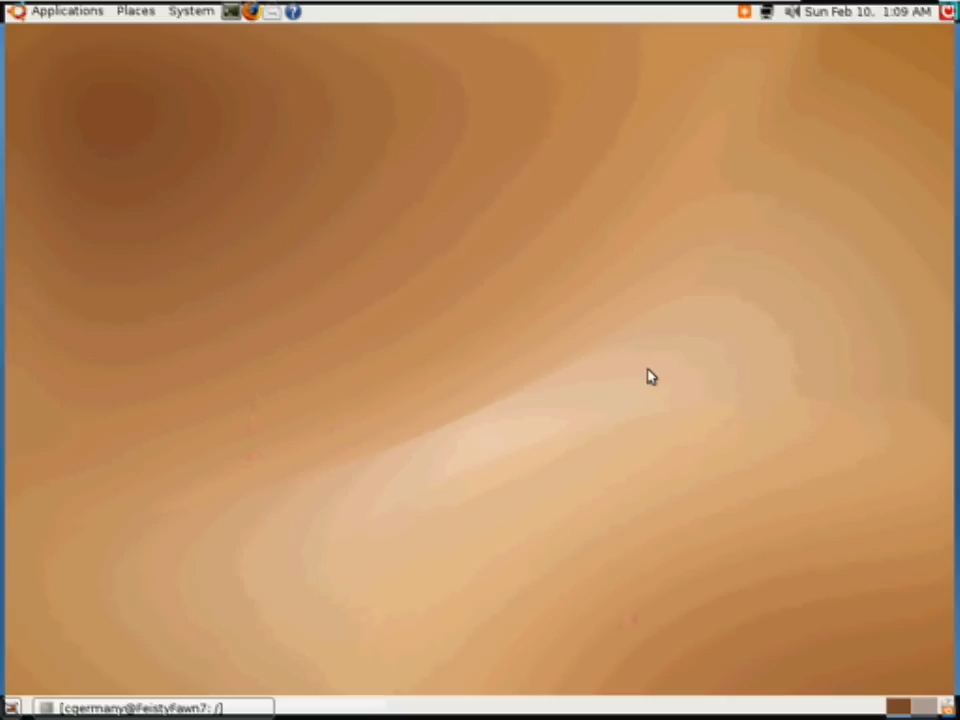 Applications Places System Sun Feb 10, 1:09 AM
[cgermany@FeistyFawn7: /]